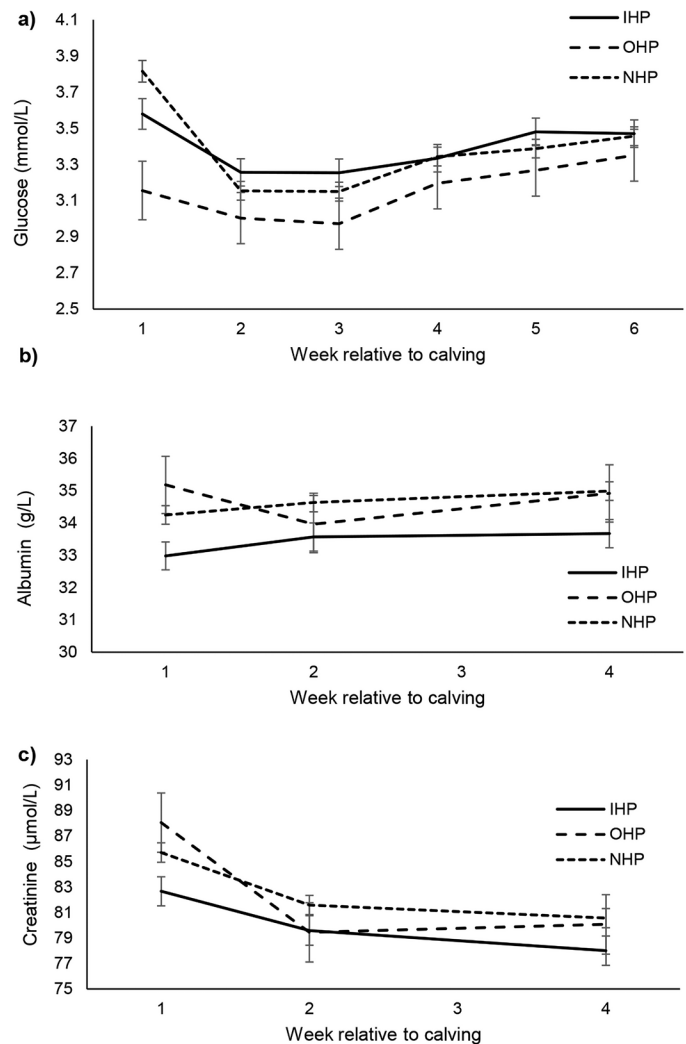 a)
4.1
3.9
3.7
3.5
3.3
3.1
2.9
2.7
2.5
Glucose (mmol/L)
IHP
OHP
NHP
1 2 3 4 5 6
Week relative to calving
b)
37
36
35
34
33
32
31
30
Albumin (g/L)
IHP
OHP
NHP
1 2 3 4
Week relative to calving
c)
93
91
89
87
85
83
81
79
77
75
Creatinine (µmol/L)
IHP
OHP
NHP
1 2 3 4
Week relative to calving